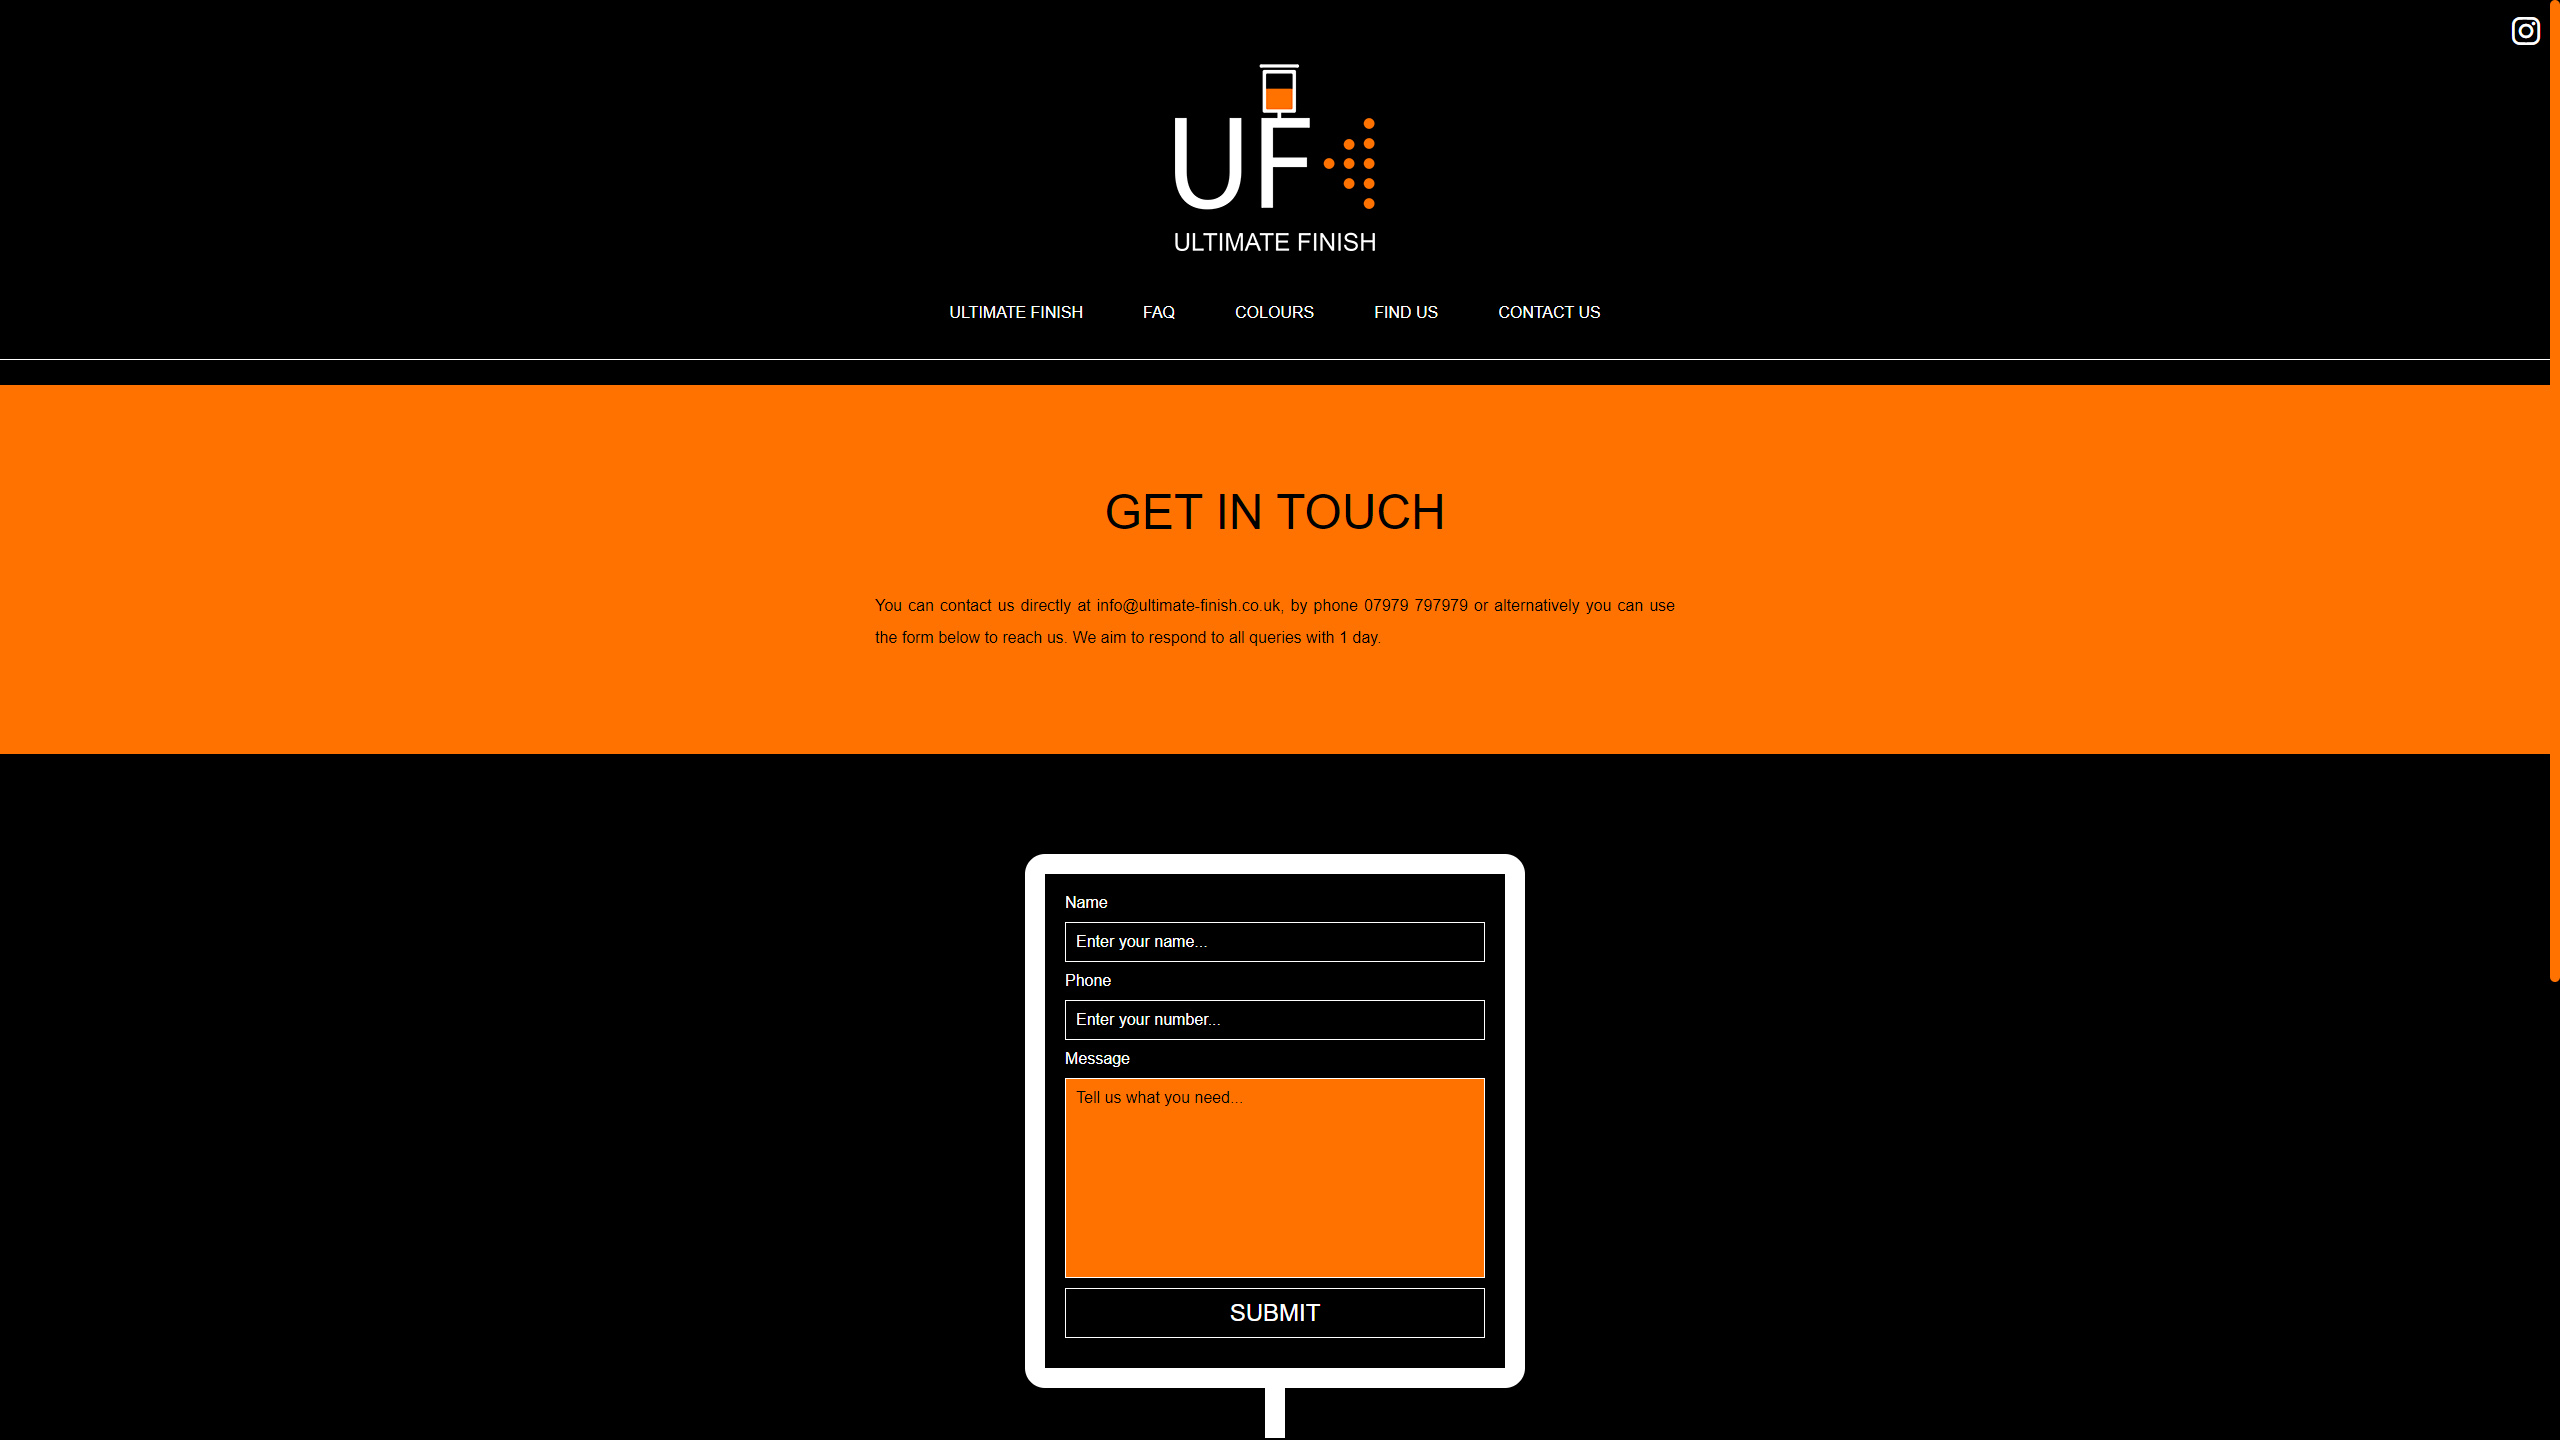 UF
ULTIMATE FINISH
ULTIMATE FINISH FAQ COLOURS FIND US CONTACT US
GET IN TOUCH
You can contact us directly at info@ultimate-finish.co.uk, by phone 07979 797979 or alternatively you can use
the form below to reach us. We aim to respond to all queries with 1 day.
Name
Enter your name...
Phone
Enter your number...
Message
Tell us what you need...
SUBMIT